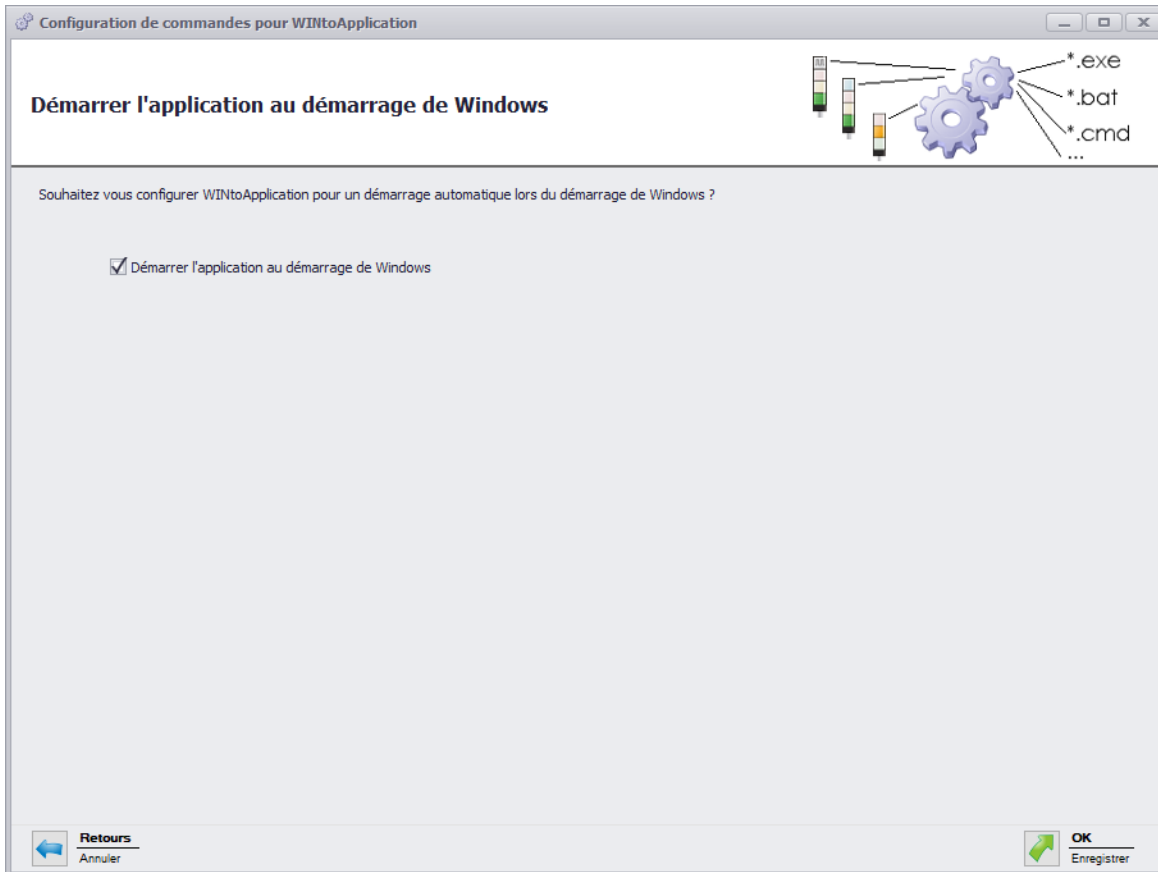 Configuration de commandes pour WINtoApplication
*.exe
*.bat
*.cmd
...
Démarrer l'application au démarrage de Windows
Souhaitez vous configurer WINtoApplication pour un démarrage automatique lors du démarrage de Windows ?
Démarrer l'application au démarrage de Windows
Retours
Annuler
OK
Enregistrer